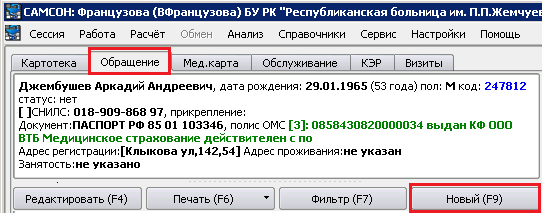 САМСОН: Французова (ВФранцузова) БУ РК "Республиканская больница им. П.П.Жемчуев
Сессия Работа Расчёт Обмен Анализ Справочники Сервис Настройки Помощь
Картотека Обращение Мед.карта Обслуживание КЭР Визиты
Джембушев Аркадий Андреевич, дата рождения: 29.01.1965 (53 года) пол: М код: 247812
статус: нет
[ ]СНИЛС: 018-909-868 97, прикрепление:
Документ:ПАСПОРТ РФ 85 01 103346, полис ОМС [3]: 0858430820000034 выдан КФ ООО
ВТБ Медицинское страхование действителен с по
Адрес регистрации:[Клыкова ул,142,54] Адрес проживания:не указан
Занятость:не указано
Редактировать (F4) Печать (F6) Фильтр (F7) Новый (F9)